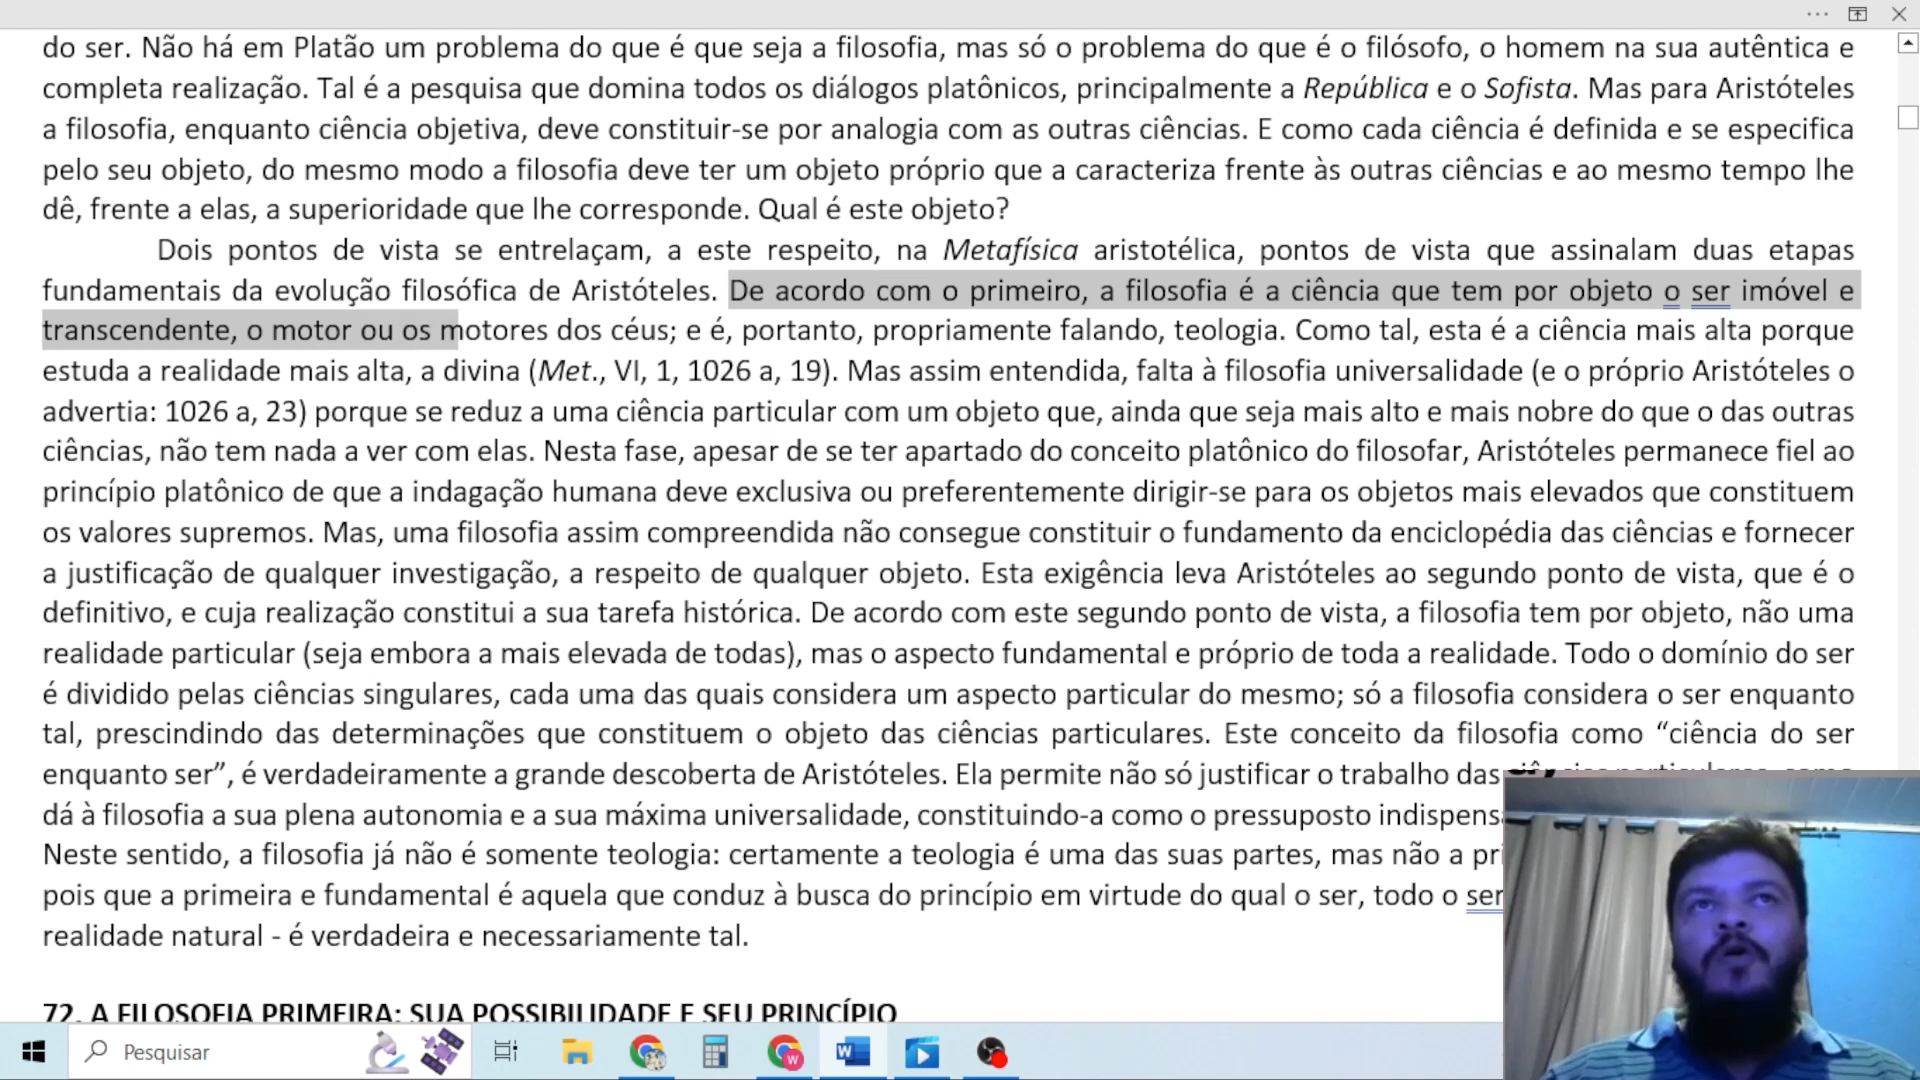 do ser. Não há em Platão um problema do que é que seja a filosofia, mas só o problema do que é o filósofo, o homem na sua autêntica e
completa realização. Tal é a pesquisa que domina todos os diálogos platônicos, principalmente a República e o Sofista. Mas para Aristóteles
a filosofia, enquanto ciência objetiva, deve constituir-se por analogia com as outras ciências. E como cada ciência é definida e se especifica
pelo seu objeto, do mesmo modo a filosofia deve ter um objeto próprio que a caracteriza frente às outras ciências e ao mesmo tempo lhe
dê, frente a elas, a superioridade que lhe corresponde. Qual é este objeto?
Dois pontos de vista se entrelaçam, a este respeito, na Metafísica aristotélica, pontos de vista que assinalam duas etapas
fundamentais da evolução filosófica de Aristóteles. De acordo com o primeiro, a filosofia é a ciência que tem por objeto o ser imóvel e
transcendente, o motor ou os motores dos céus; e é, portanto, propriamente falando, teologia. Como tal, esta é a ciência mais alta porque
estuda a realidade mais alta, a divina (Met., VI, 1, 1026 a, 19). Mas assim entendida, falta à filosofia universalidade (e o próprio Aristóteles o
advertia: 1026 a, 23) porque se reduz a uma ciência particular com um objeto que, ainda que seja mais alto e mais nobre do que o das outras
ciências, não tem nada a ver com elas. Nesta fase, apesar de se ter apartado do conceito platônico do filosofar, Aristóteles permanece fiel ao
princípio platônico de que a indagação humana deve exclusiva ou preferentemente dirigir-se para os objetos mais elevados que constituem
os valores supremos. Mas, uma filosofia assim compreendida não consegue constituir o fundamento da enciclopédia das ciências e fornecer
a justificação de qualquer investigação, a respeito de qualquer objeto. Esta exigência leva Aristóteles ao segundo ponto de vista, que é o
definitivo, e cuja realização constitui a sua tarefa histórica. De acordo com este segundo ponto de vista, a filosofia tem por objeto, não uma
realidade particular (seja embora a mais elevada de todas), mas o aspecto fundamental e próprio de toda a realidade. Todo o domínio do ser
é dividido pelas ciências singulares, cada uma das quais considera um aspecto particular do mesmo; só a filosofia considera o ser enquanto
tal, prescindindo das determinações que constituem o objeto das ciências particulares. Este conceito da filosofia como “ciência do ser
enquanto ser”, é verdadeiramente a grande descoberta de Aristóteles. Ela permite não só justificar o trabalho das
dá à filosofia a sua plena autonomia e a sua máxima universalidade, constituindo-a como o pressuposto
Neste sentido, a filosofia já não é somente teologia: certamente a teologia é uma das suas partes, mas não a
pois que a primeira e fundamental é aquela que conduz à busca do princípio em virtude do qual o ser, todo o ser
realidade natural - é verdadeira e necessariamente tal.
72. A FILOSOFIA PRIMEIRA: SUA POSSIBILIDADE E SEU PRINCÍPIO
Pesquisar